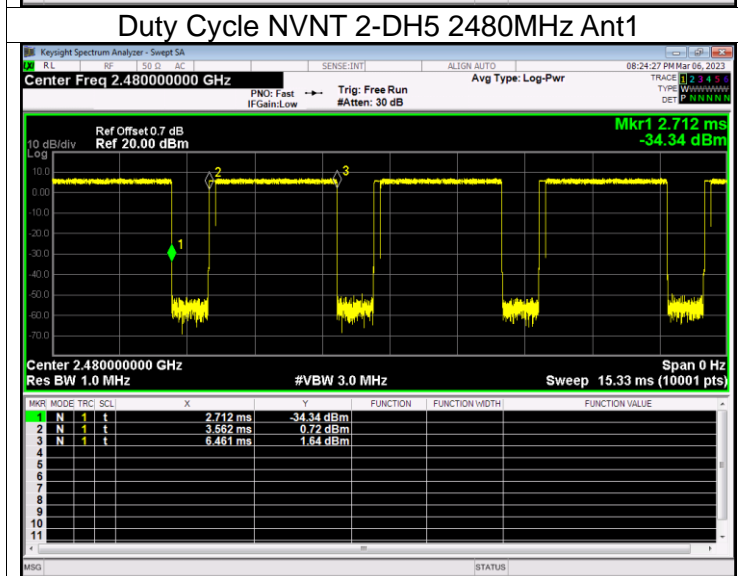 Duty Cycle NVNT 2-DH5 2480MHz Ant1
Keysight Spectrum Analyzer - Swept SA
RL RF 50 Ω AC SENSE:INT ALIGN AUTO 08:24:27 PM Mar 06, 2023
Center Freq 2.480000000 GHz Avg Type: Log-Pwr TRACE 1 2 3 4 5 6
PNO: Fast Trig: Free Run TYPE WWWWWW
IFGain:Low #Atten: 30 dB DET P N N N N N
Mkr1 2.712 ms
Ref Offset 0.7 dB
10 dB/div Ref 20.00 dBm -34.34 dBm
Log
10.0
0.00
-10.0
-20.0
-30.0
-40.0
-50.0
-60.0
-70.0
1
2
3
Center 2.480000000 GHz Span 0 Hz
Res BW 1.0 MHz #VBW 3.0 MHz Sweep 15.33 ms (10001 pts)
MKR MODE TRC SCL X Y FUNCTION FUNCTION WIDTH FUNCTION VALUE
1 N 1 t 2.712 ms -34.34 dBm
2 N 1 t 3.562 ms 0.72 dBm
3 N 1 t 6.461 ms 1.64 dBm
4
5
6
7
8
9
10
11
MSG STATUS